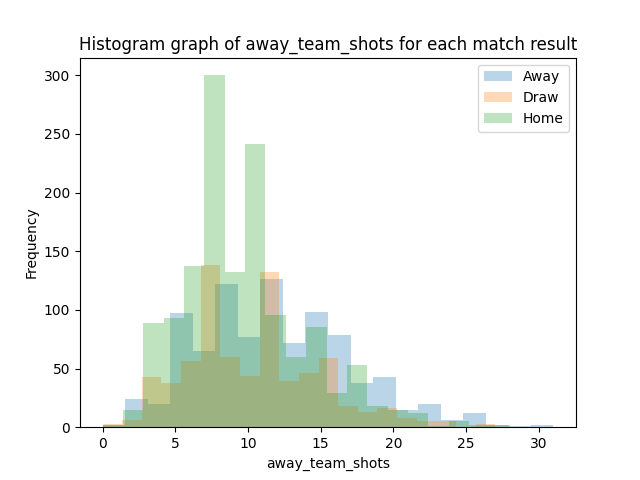 Histogram graph of away_team_shots for each match result
Away
Draw
Home
300
250
200
150
100
50
0
Frequency
0 5 10 15 20 25 30
away_team_shots